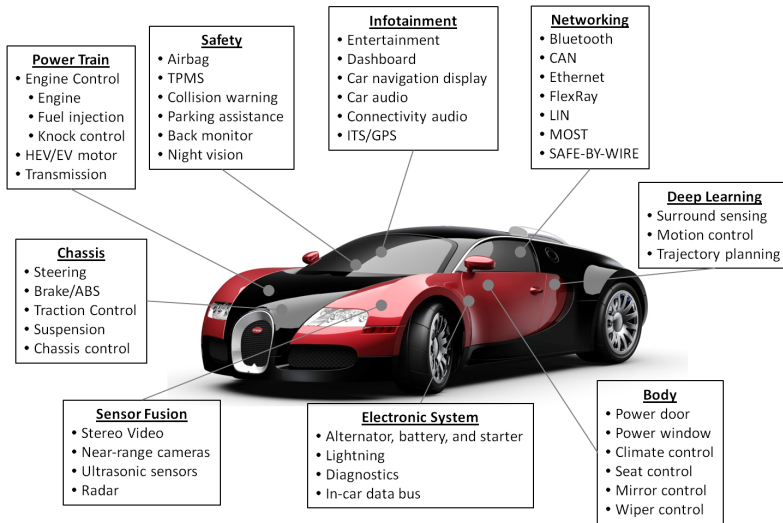 Power Train
• Engine Control
• Engine
• Fuel injection
• Knock control
• HEV/EV motor
• Transmission
Safety
• Airbag
• TPMS
• Collision warning
• Parking assistance
• Back monitor
• Night vision
Infotainment
• Entertainment
• Dashboard
• Car navigation display
• Car audio
• Connectivity audio
• ITS/GPS
Networking
• Bluetooth
• CAN
• Ethernet
• FlexRay
• LIN
• MOST
• SAFE-BY-WIRE
Deep Learning
• Surround sensing
• Motion control
• Trajectory planning
Chassis
• Steering
• Brake/ABS
• Traction Control
• Suspension
• Chassis control
Sensor Fusion
• Stereo Video
• Near-range cameras
• Ultrasonic sensors
• Radar
Electronic System
• Alternator, battery, and starter
• Lightning
• Diagnostics
• In-car data bus
Body
• Power door
• Power window
• Climate control
• Seat control
• Mirror control
• Wiper control